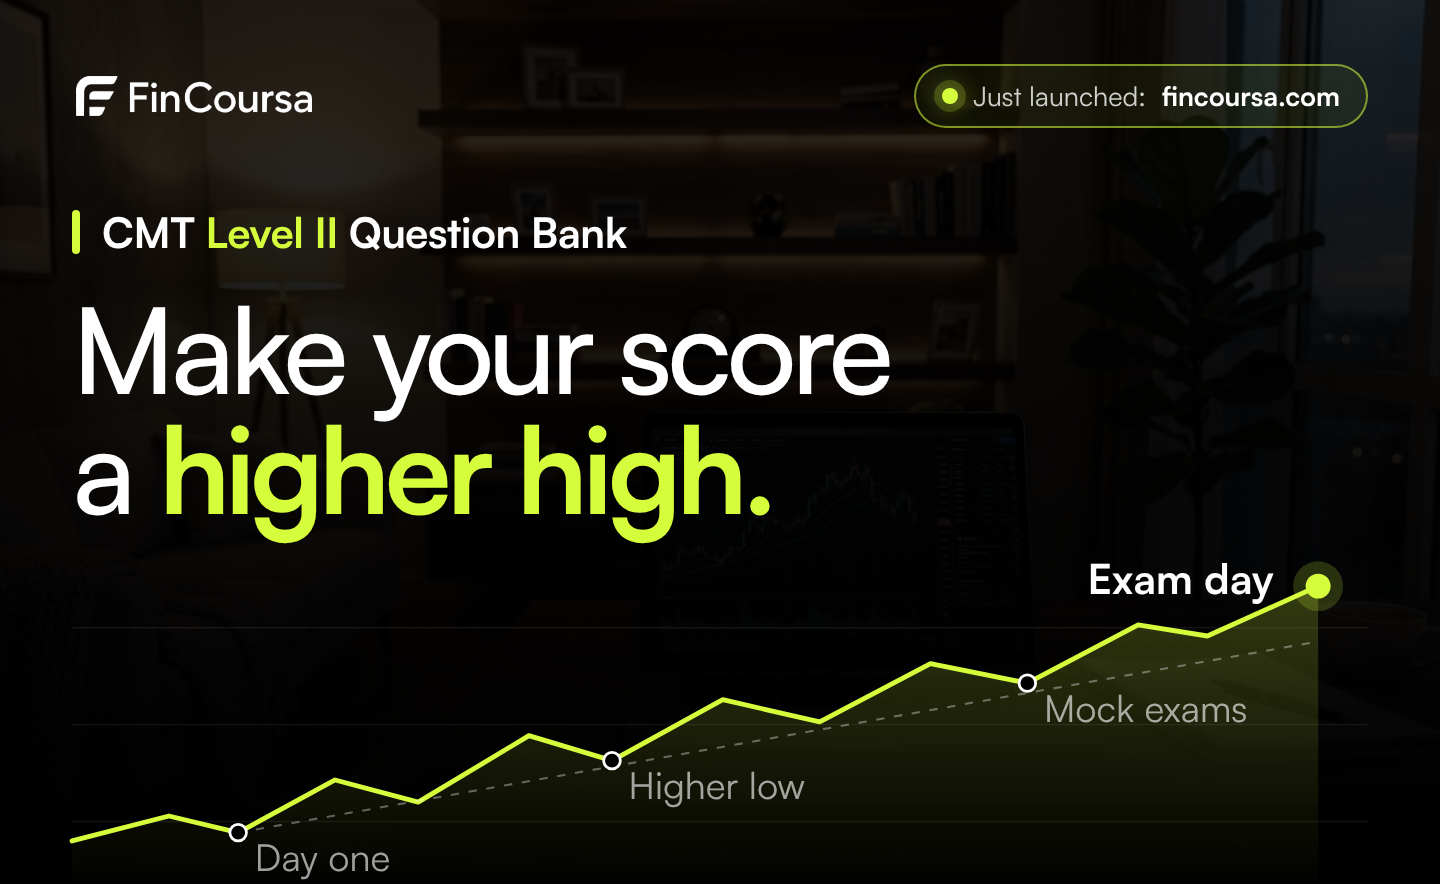 FinCoursa
Just launched: fincoursa.com
CMT Level II Question Bank
Make your score
a higher high.
Exam day
Mock exams
Higher low
Day one